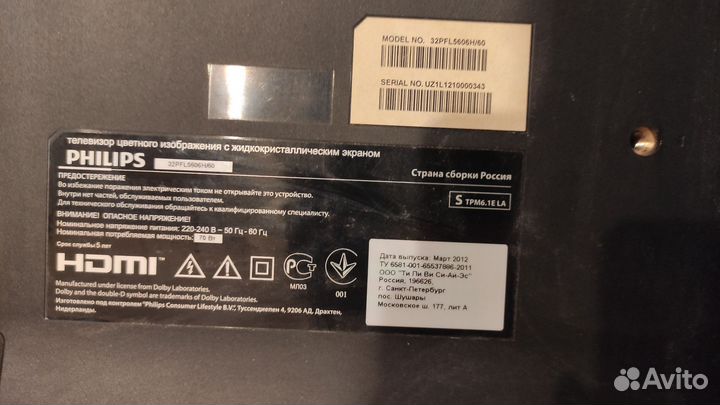 MODEL NO. 32PFL5606H/60
SERIAL NO. UZ1L1210000343
телевизор цветного изображения с жидкокристаллическим экраном
PHILIPS 32PFL5606H/60
Страна сборки Россия
ПРЕДОСТЕРЕЖЕНИЕ
Во избежание поражения электрическим током не открывайте это устройство.
Внутри нет частей, обслуживаемых пользователем.
Для технического обслуживания обращайтесь к квалифицированному специалисту.
S TPM6.1E LA
ВНИМАНИЕ! ОПАСНОЕ НАПРЯЖЕНИЕ!
Номинальное напряжение питания: 220-240 В ~ 50 Гц - 60 Гц
Номинальная потребляемая мощность: 70 Вт
Срок службы 5 лет
HDMI
МЛ03
001
Manufactured under license from Dolby Laboratories.
Dolby and the double-D symbol are trademarks of Dolby Laboratories.
Изготовлено под контролем "Philips Consumer Lifestyle B.V.", Туссендиепен 4, 9206 АД, Драхтен,
Нидерланды.
Дата выпуска: Март 2012
ТУ 6581-001-65537886-2011
ООО "Ти Пи Ви Си-Ай-Эс"
Россия, 196626,
г. Санкт-Петербург
пос. Шушары
Московское ш. 177, лит А
Avito